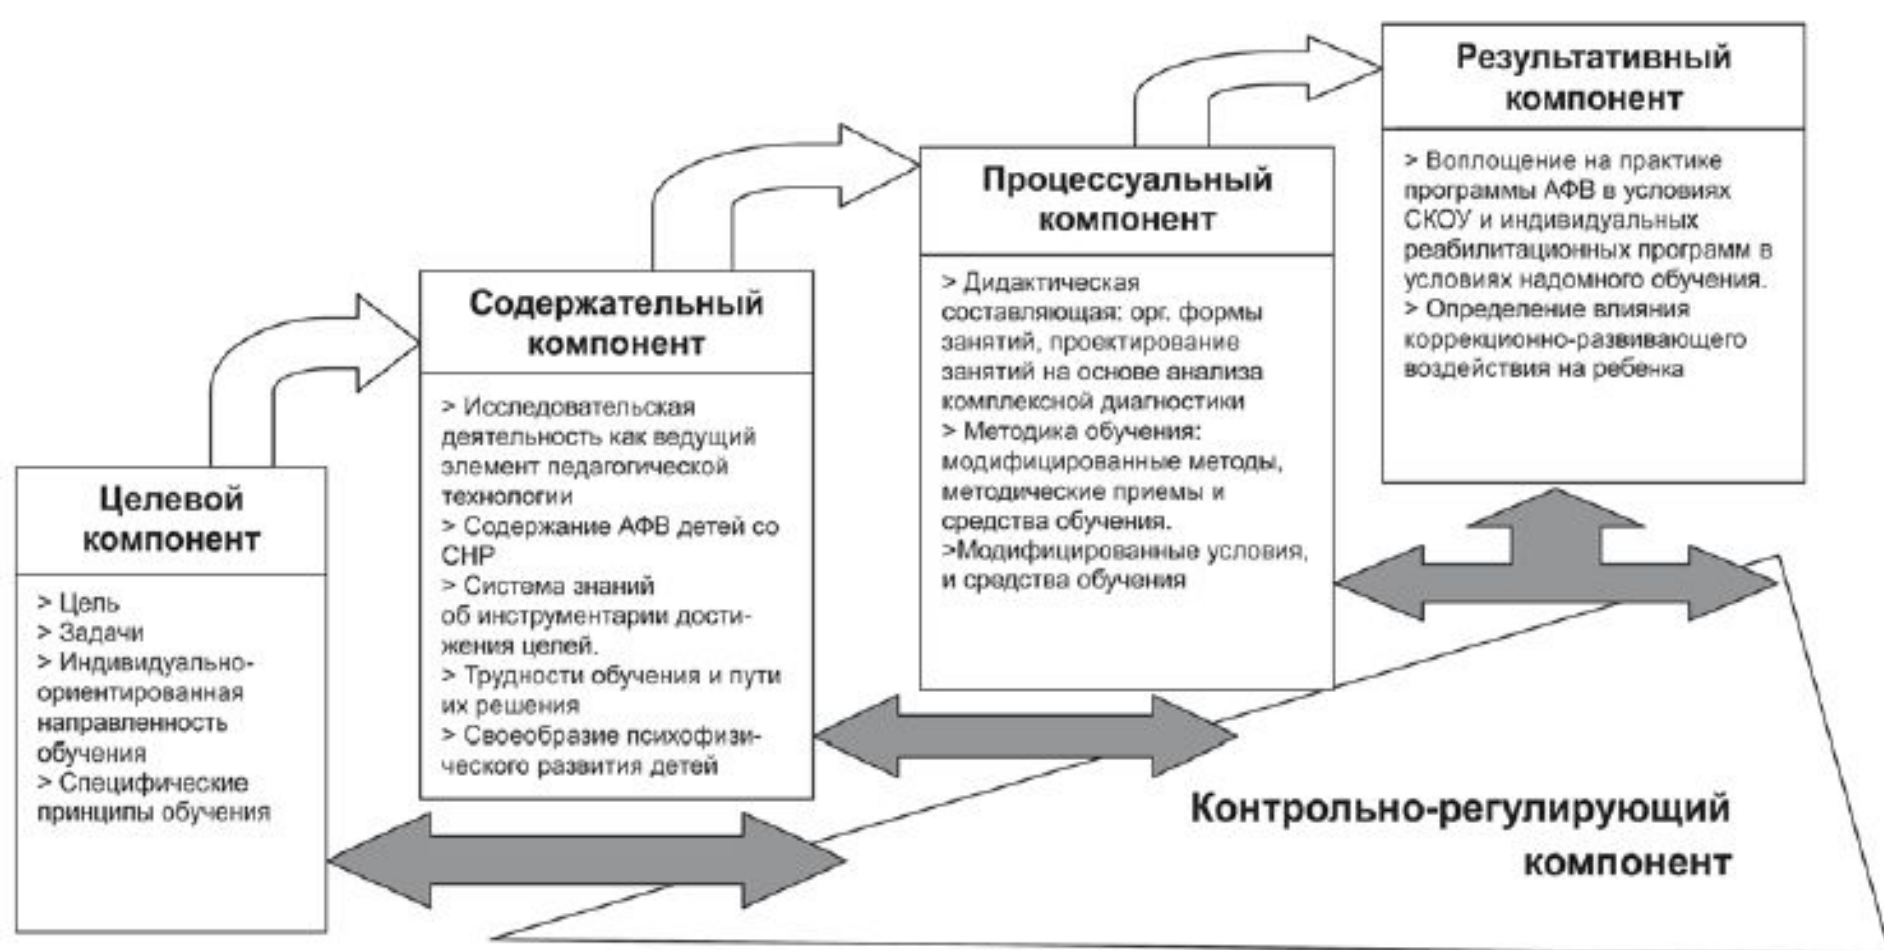 Целевой
компонент
> Цель
> Задачи
> Индивидуально-
ориентированная
направленность
обучения
> Специфические
принципы обучения
Содержательный
компонент
> Исследовательская
деятельность как ведущий
элемент педагогической
технологии
> Содержание АФВ детей со
СНР
> Система знаний
об инструментарии дости-
жения целей.
> Трудности обучения и пути
их решения
> Своеобразие психофизи-
ческого развития детей
Процессуальный
компонент
> Дидактическая
составляющая: орг. формы
занятий, проектирование
занятий на основе анализа
комплексной диагностики
> Методика обучения:
модифицированные методы,
методические приемы и
средства обучения.
>Модифицированные условия,
и средства обучения
Результативный
компонент
> Воплощение на практике
программы АФВ в условиях
СКОУ и индивидуальных
реабилитационных программ в
условиях надомного обучения.
> Определение влияния
коррекционно-развивающего
воздействия на ребенка
Контрольно-регулирующий
компонент